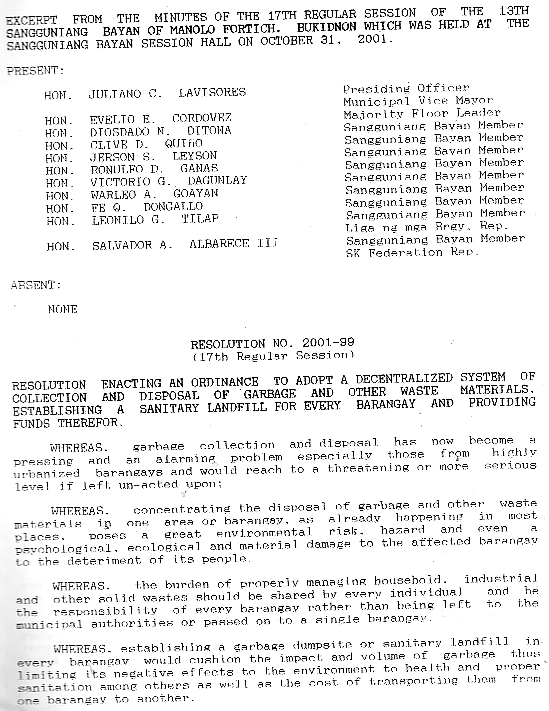 EXCERPT FROM THE MINUTES OF THE 17TH REGULAR SESSION OF THE 13TH
SANGGUNIANG BAYAN OF MANOLO FORTICH, BUKIDNON WHICH WAS HELD AT THE
SANGGUNIANG BAYAN SESSION HALL ON OCTOBER 31, 2001.
PRESENT:
HON. JULIANO C. LAVISORES Presiding Officer
Municipal Vice Mayor
HON. EVELIO E. CORDOVEZ Majority Floor Leader
HON. DIOSDADO N. DITONA Sangguniang Bayan Member
HON. CLIVE D. QUIÑO Sangguniang Bayan Member
HON. JERSON S. LEYSON Sangguniang Bayan Member
HON. RONULFO D. GANAS Sangguniang Bayan Member
HON. VICTORIO G. DAGUNLAY Sangguniang Bayan Member
HON. WARLEO A. GOAYAN Sangguniang Bayan Member
HON. FE Q. DONGALLO Sangguniang Bayan Member
HON. LEONILO G. TILAP Sangguniang Bayan Member
Liga ng mga Brgy. Rep.
HON. SALVADOR A. ALBARECE III Sangguniang Bayan Member
SK Federation Rep.
ABSENT:
NONE
RESOLUTION NO. 2001-99
(17th Regular Session)
RESOLUTION ENACTING AN ORDINANCE TO ADOPT A DECENTRALIZED SYSTEM OF
COLLECTION AND DISPOSAL OF GARBAGE AND OTHER WASTE MATERIALS,
ESTABLISHING A SANITARY LANDFILL FOR EVERY BARANGAY AND PROVIDING
FUNDS THEREFOR.
WHEREAS, garbage collection and disposal has now become a
pressing and an alarming problem especially those from highly
urbanized barangays and would reach to a threatening or more serious
level if left un-acted upon;
WHEREAS, concentrating the disposal of garbage and other waste
materials in one area or barangay, as already happening in most
places, poses a great environmental risk, hazard and even a
psychological, ecological and material damage to the affected barangay
to the deteriment of its people.
WHEREAS, the burden of properly managing household, industrial
and other solid wastes should be shared by every individual and be
the responsibility of every barangay rather than being left to the
municipal authorities or passed on to a single barangay.
WHEREAS, establishing a garbage dumpsite or sanitary landfill in
every barangay would cushion the impact and volume of garbage thus
limiting its negative effects to the environment to health and proper
sanitation among others as well as the cost of transporting them from
one barangay to another.